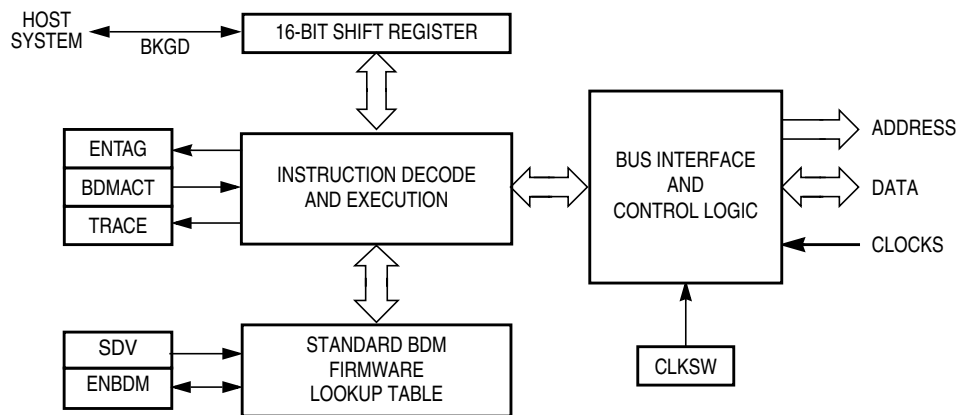 HOST
SYSTEM
BKGD
16-BIT SHIFT REGISTER
ENTAG
BDMACT
TRACE
INSTRUCTION DECODE
AND EXECUTION
BUS INTERFACE
AND
CONTROL LOGIC
ADDRESS
DATA
CLOCKS
SDV
ENBDM
STANDARD BDM
FIRMWARE
LOOKUP TABLE
CLKSW